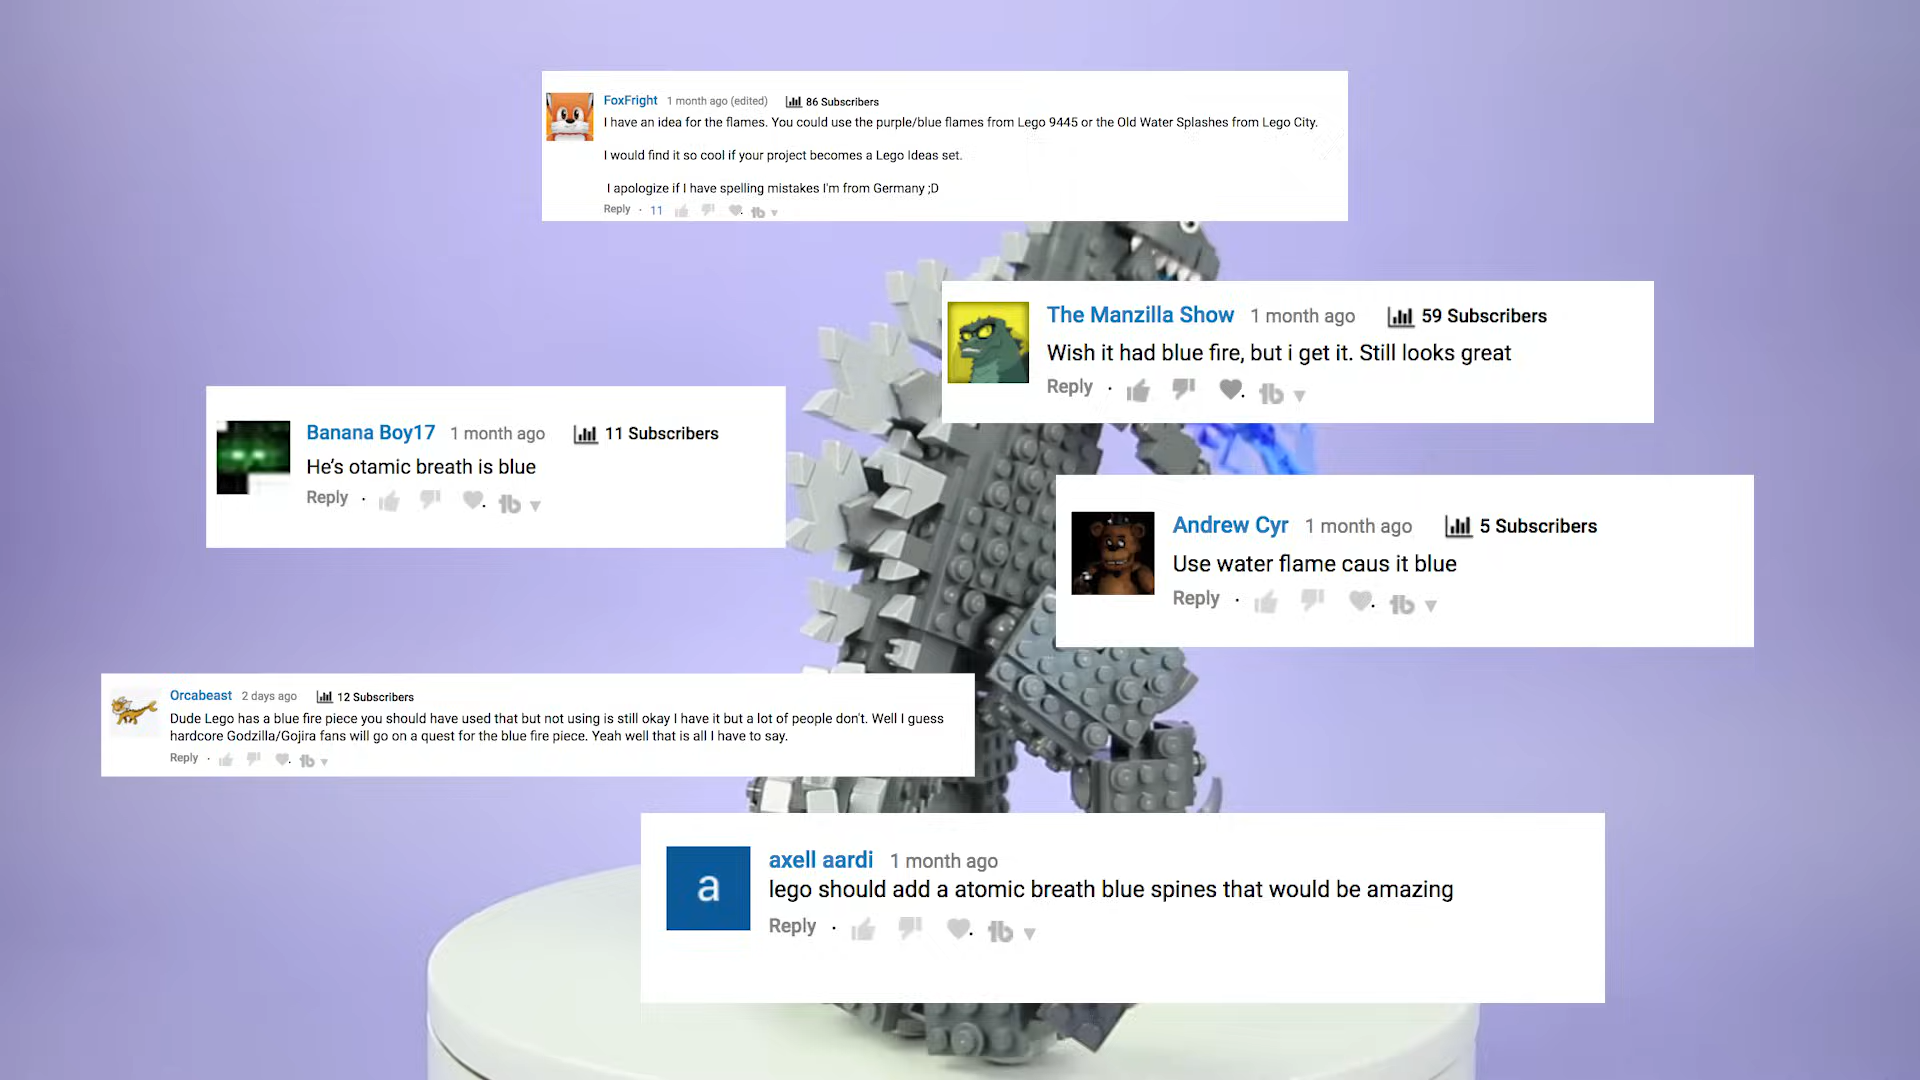 FoxFright 1 month ago (edited) 86 Subscribers
I have an idea for the flames. You could use the purple/blue flames from Lego 9445 or the Old Water Splashes from Lego City.
I would find it so cool if your project becomes a Lego Ideas set.
I apologize if I have spelling mistakes I'm from Germany ;D
Reply · 11
The Manzilla Show 1 month ago 59 Subscribers
Wish it had blue fire, but i get it. Still looks great
Reply ·
Banana Boy17 1 month ago 11 Subscribers
He's otamic breath is blue
Reply ·
Andrew Cyr 1 month ago 5 Subscribers
Use water flame caus it blue
Reply ·
Orcabeast 2 days ago 12 Subscribers
Dude Lego has a blue fire piece you should have used that but not using is still okay I have it but a lot of people don't. Well I guess
hardcore Godzilla/Gojira fans will go on a quest for the blue fire piece. Yeah well that is all I have to say.
Reply ·
a
axell aardi 1 month ago
lego should add a atomic breath blue spines that would be amazing
Reply ·